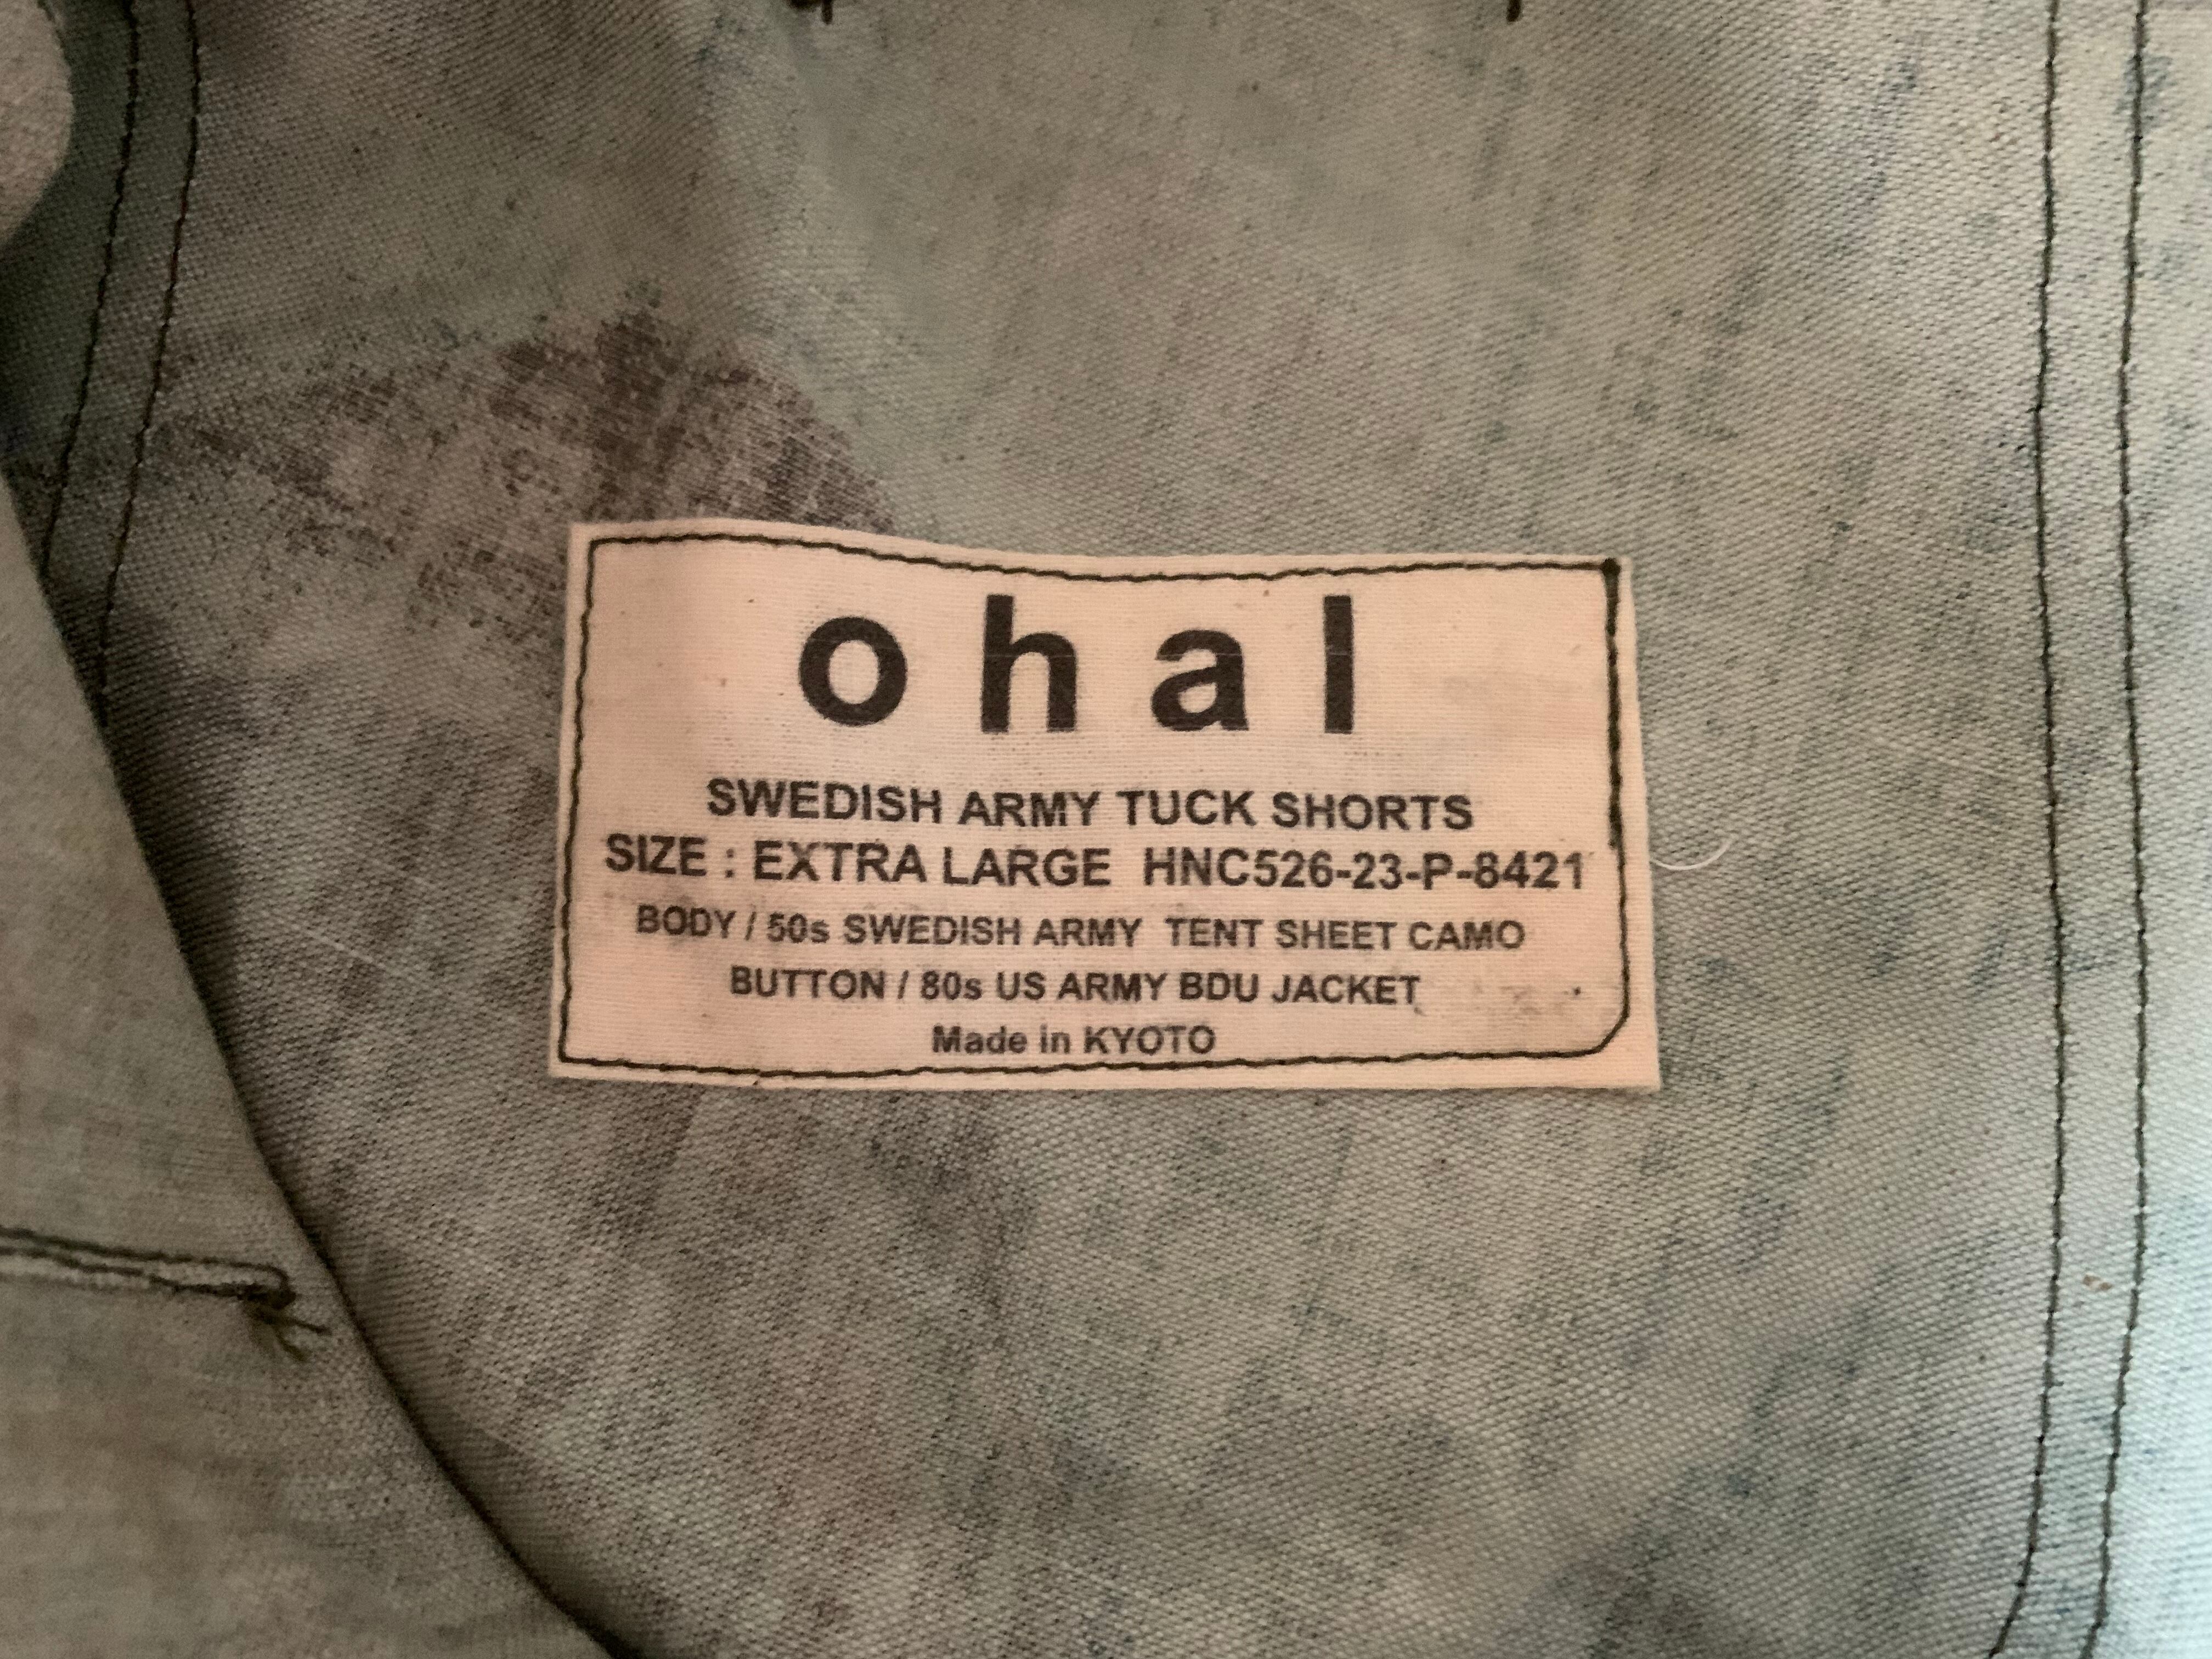 ohal
SWEDISH ARMY TUCK SHORTS
SIZE : EXTRA LARGE HNC526-23-P-8421
BODY / 50s SWEDISH ARMY TENT SHEET CAMO
BUTTON / 80s US ARMY BDU JACKET
Made in KYOTO